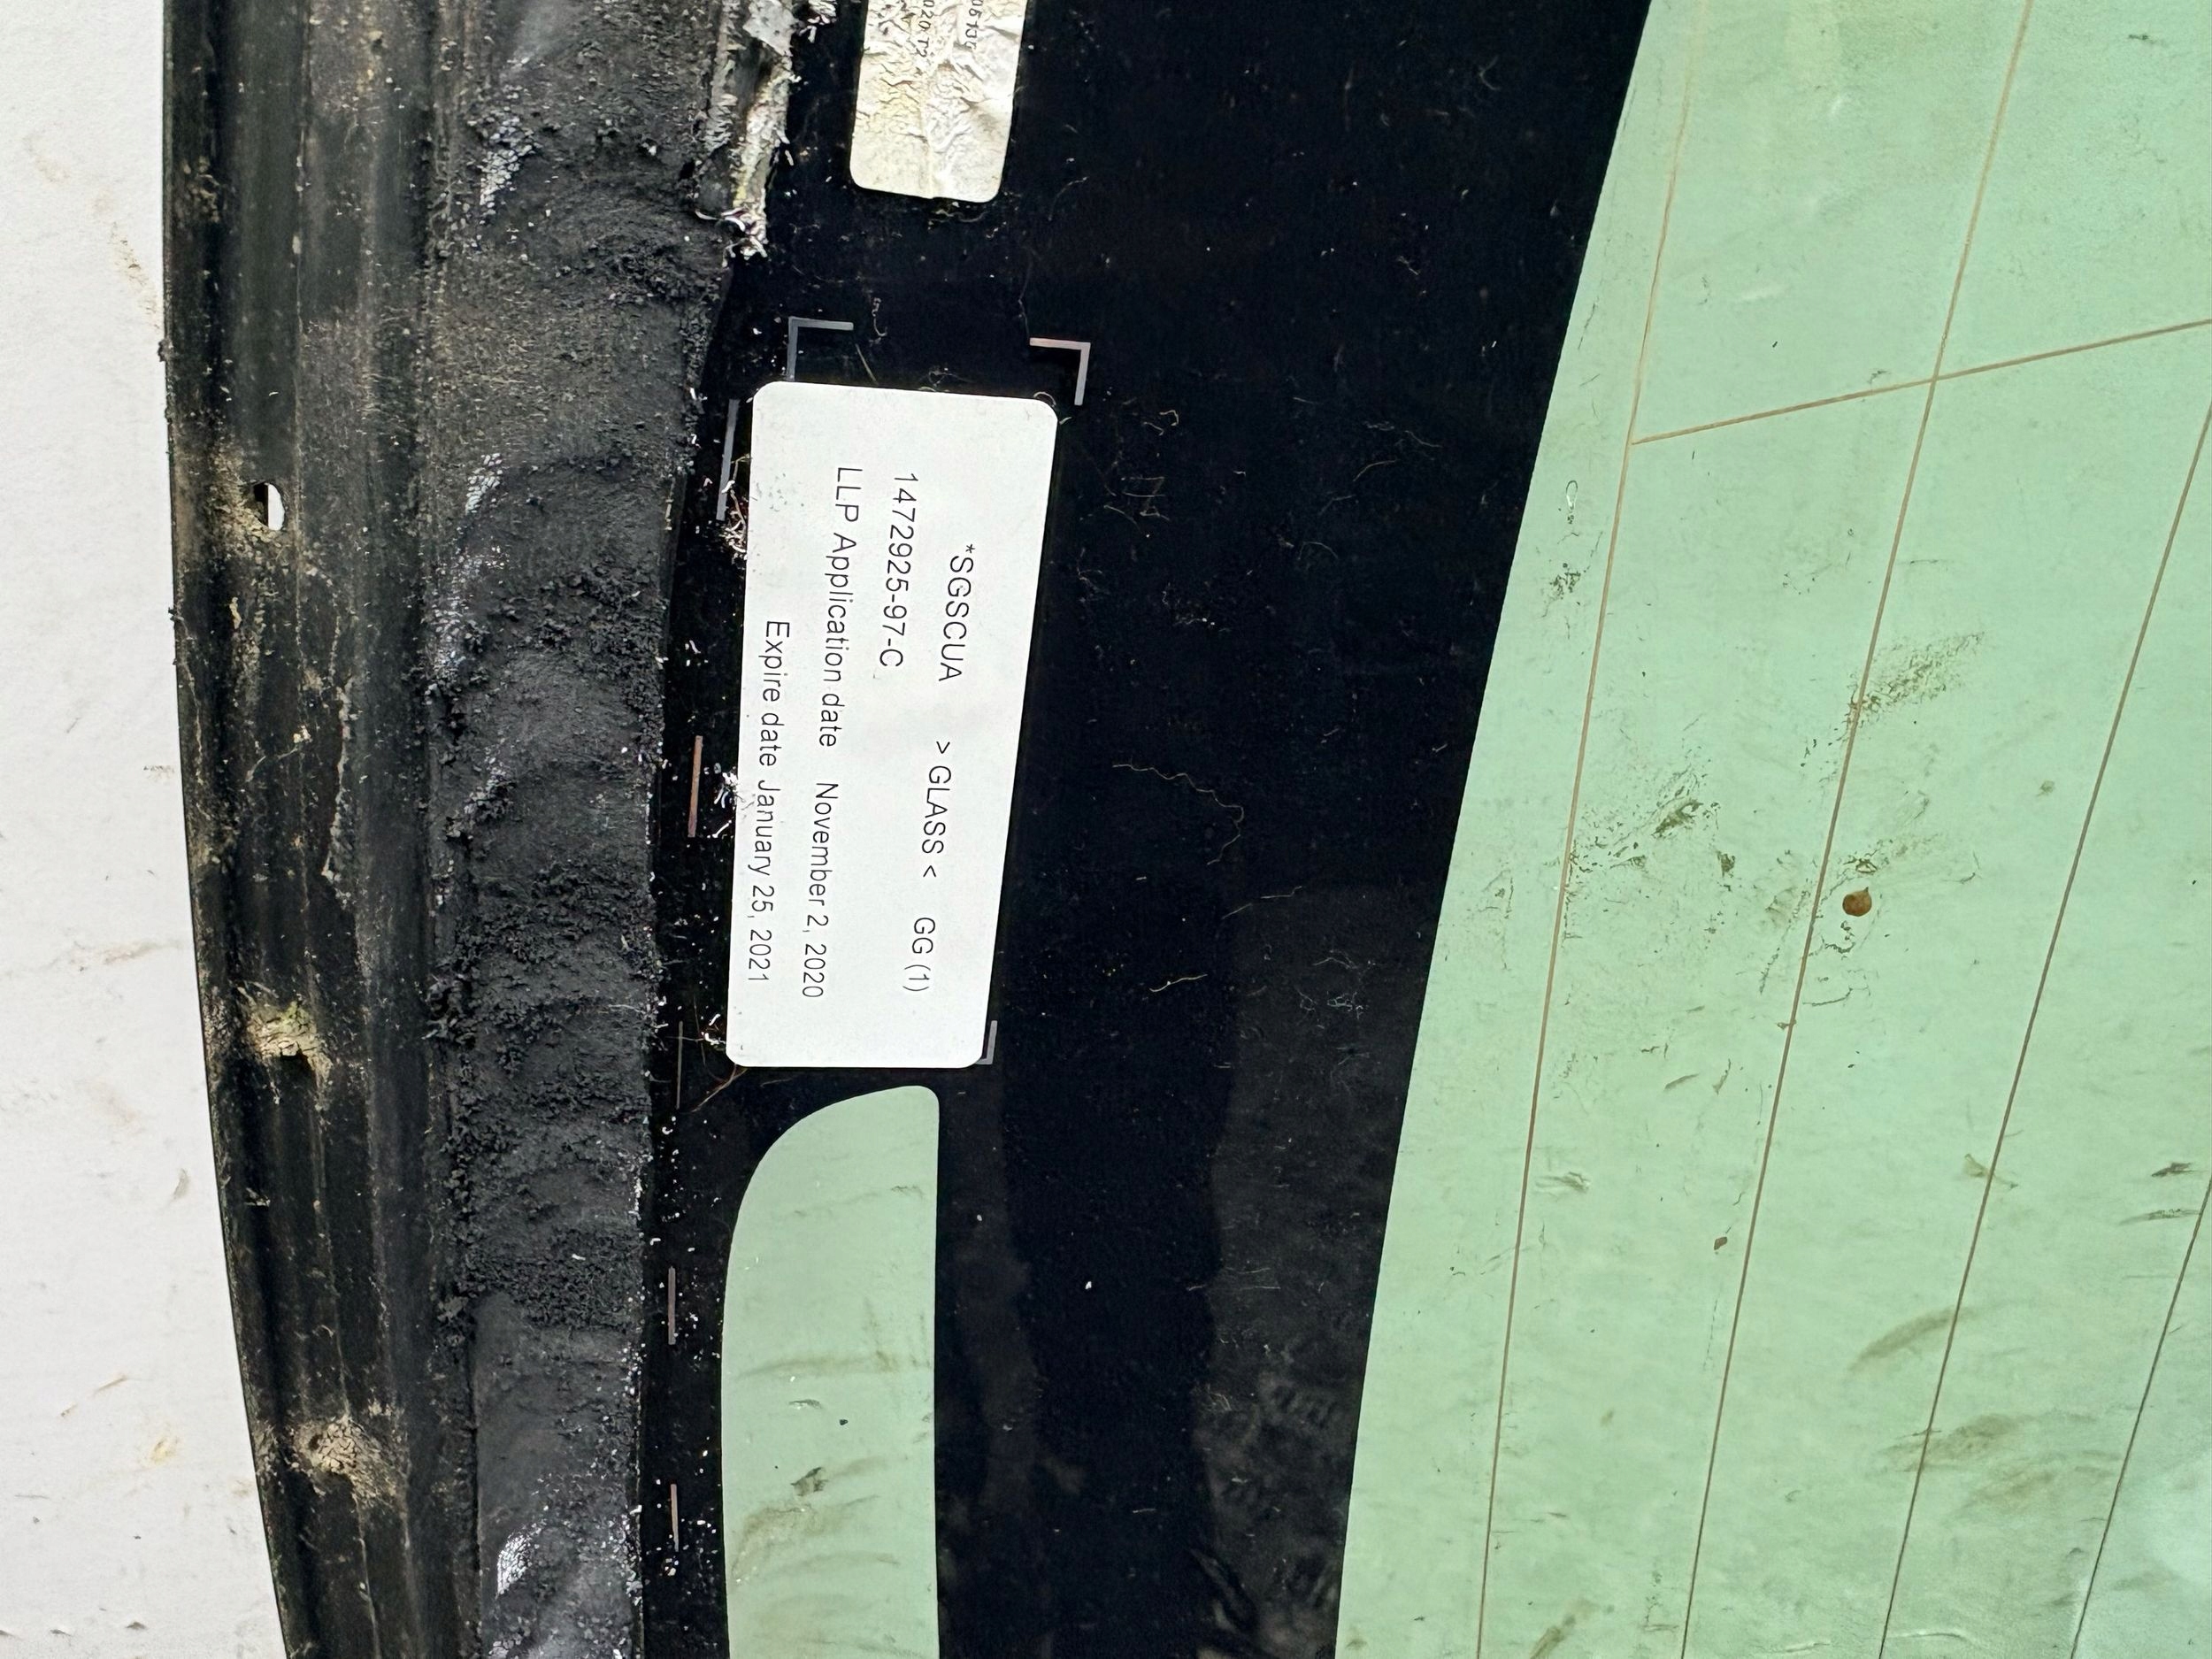 *SGSCUA > GLASS < GG (1)
1472925-97-C
LLP Application date November 2, 2020
Expire date January 25, 2021